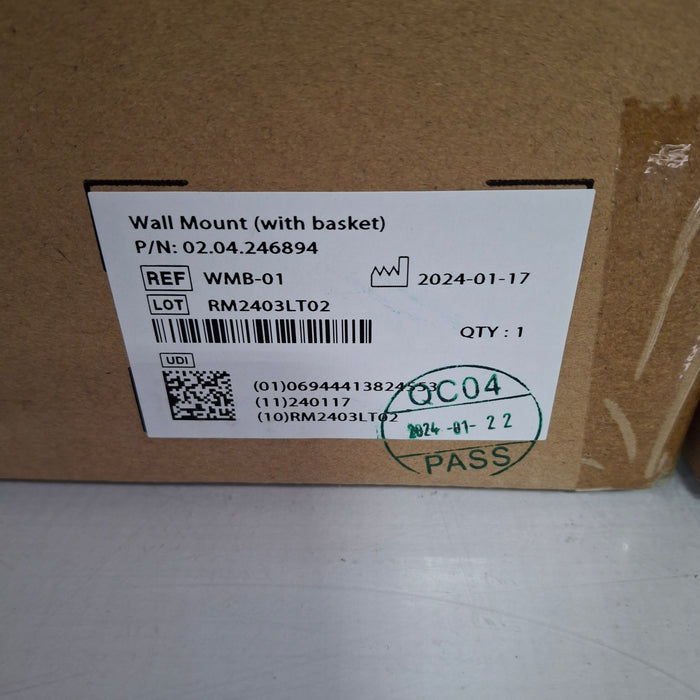 Wall Mount (with basket)
P/N: 02.04.246894
REF WMB-01 2024-01-17
LOT RM2403LT02
QTY : 1
UDI
(01)06944413824553
(11)240117
(10)RM2403LT02
QC04
2024-01-22
PASS